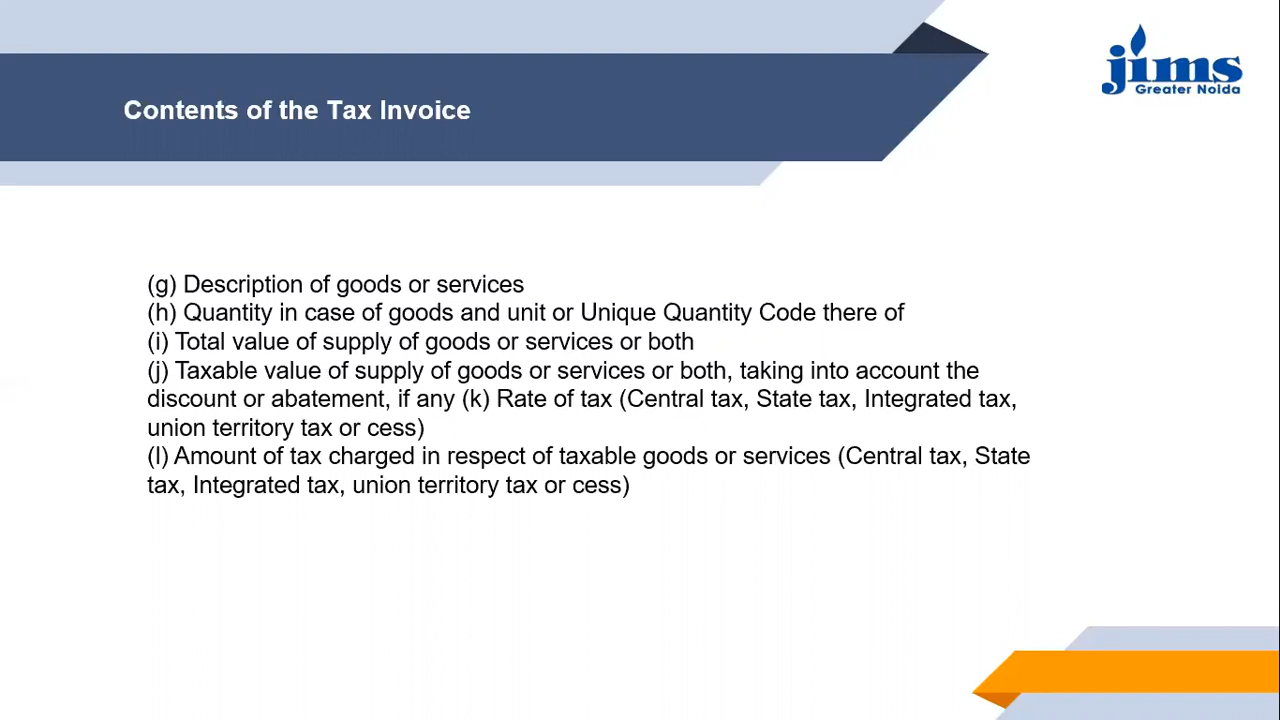 jims
Greater Noida
Contents of the Tax Invoice
(g) Description of goods or services
(h) Quantity in case of goods and unit or Unique Quantity Code there of
(i) Total value of supply of goods or services or both
(j) Taxable value of supply of goods or services or both, taking into account the
discount or abatement, if any (k) Rate of tax (Central tax, State tax, Integrated tax,
union territory tax or cess)
(l) Amount of tax charged in respect of taxable goods or services (Central tax, State
tax, Integrated tax, union territory tax or cess)